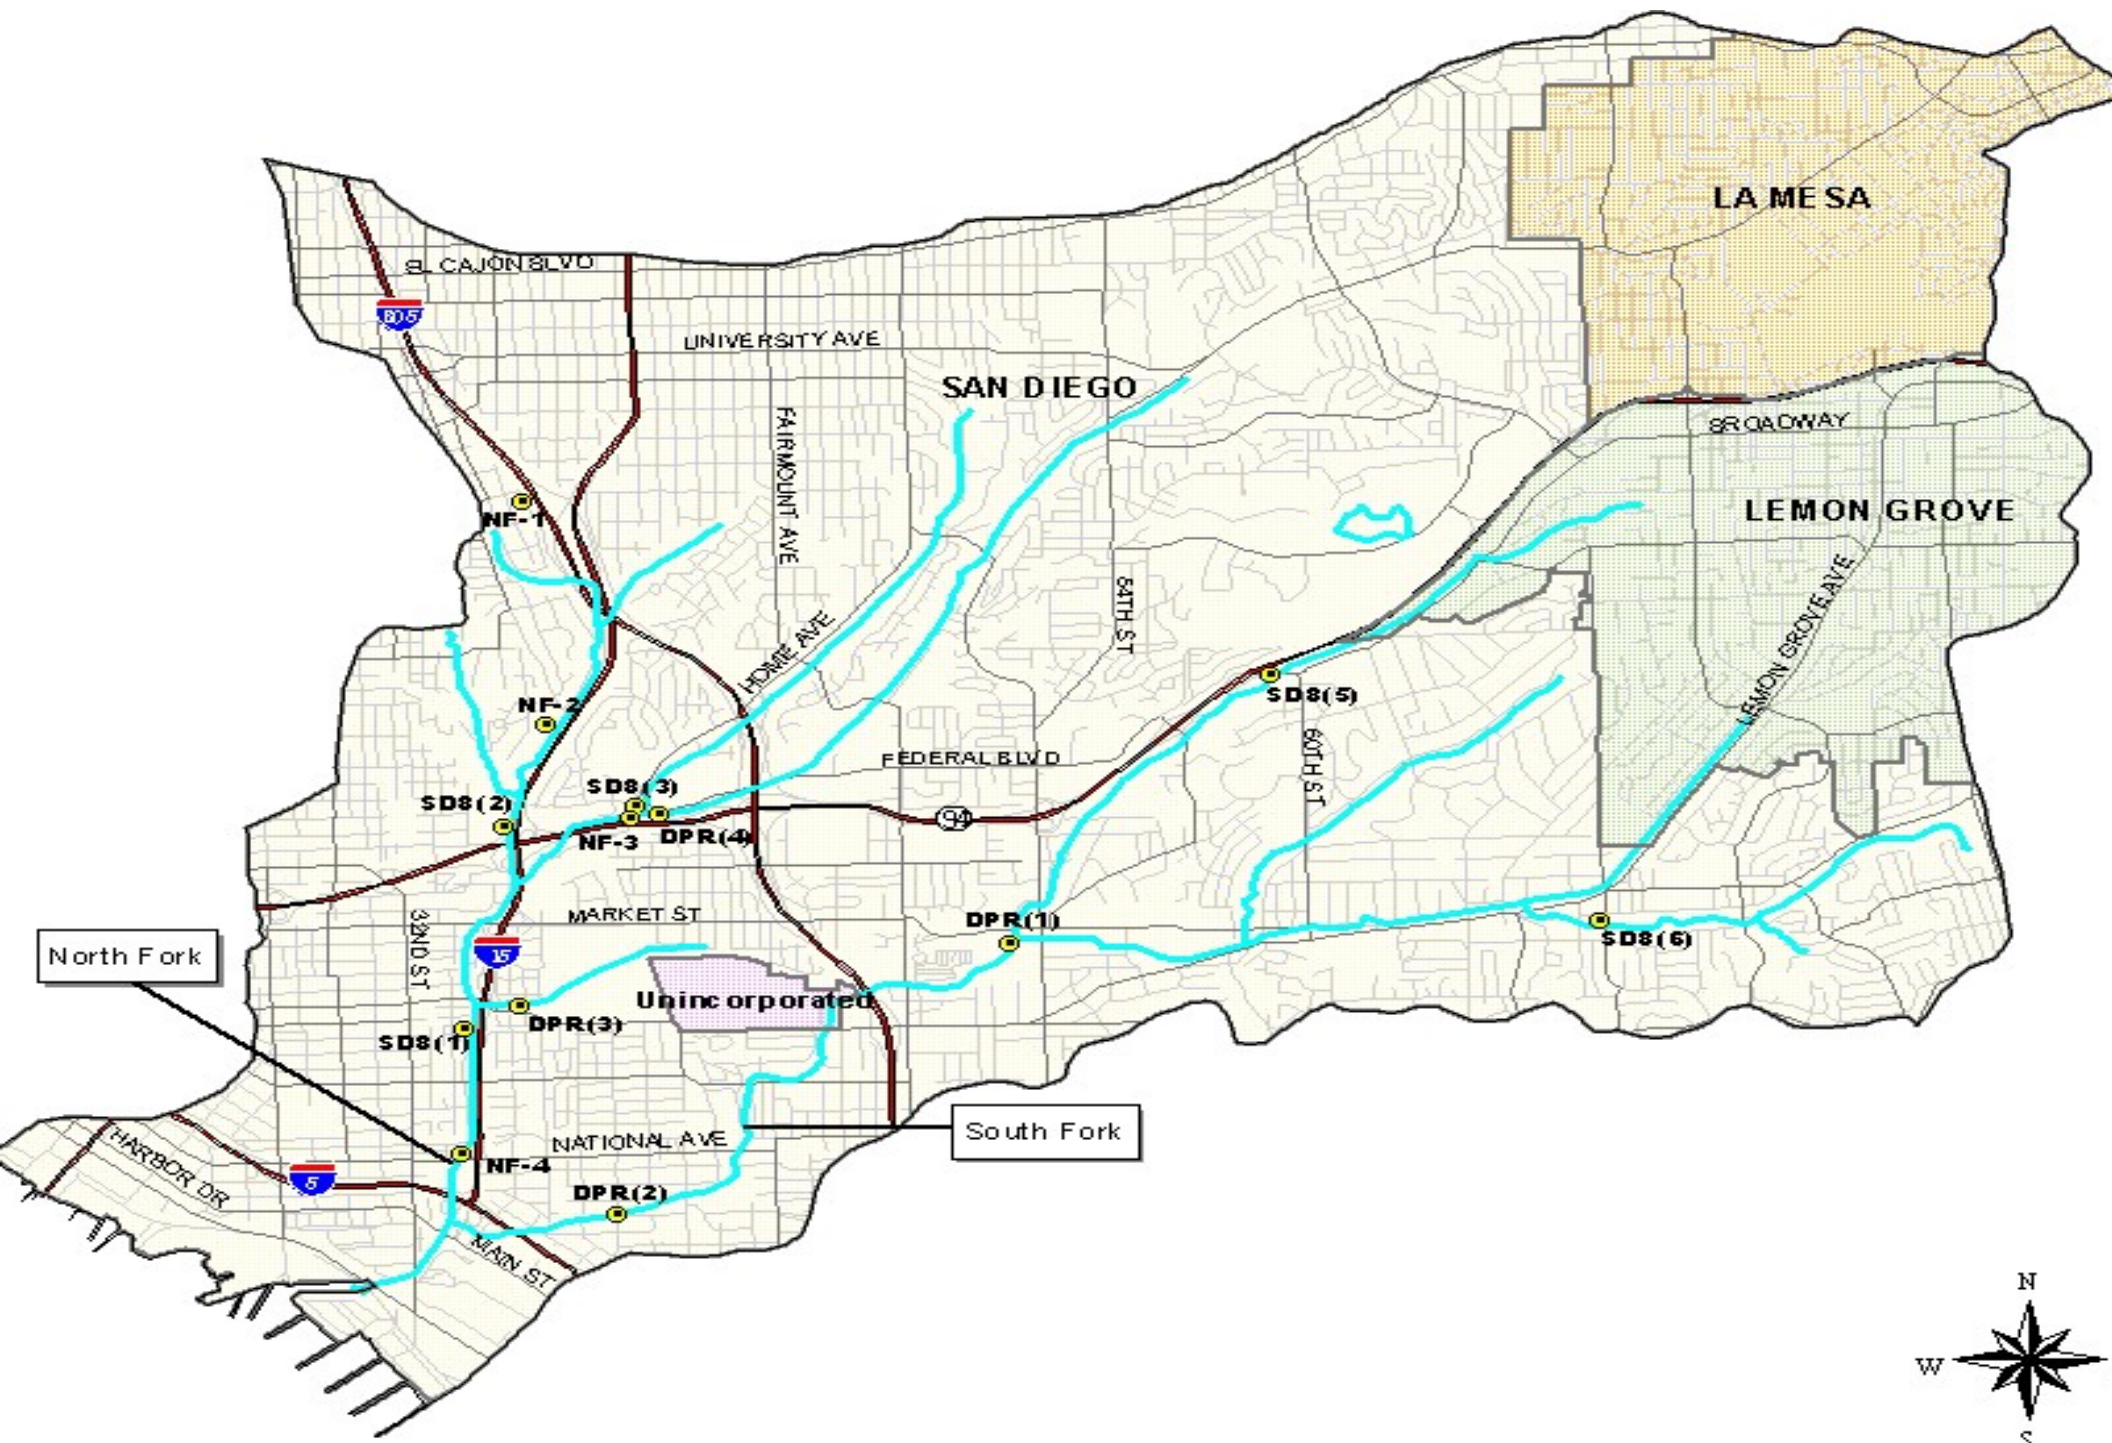 LA MESA
EL CAJON BLVD
805
UNIVERSITY AVE
SAN DIEGO
FAIRMOUNT AVE
BROADWAY
LEMON GROVE
NF-1
54TH ST
HOME AVE
LEMON GROVE AVE
NF-2
SD8(5)
60TH ST
FEDERAL BLVD
SD8(3)
SD8(2)
94
NF-3
DPR(4)
MARKET ST
DPR(1)
32ND ST
SD8(6)
North Fork
15
Unincorporated
DPR(3)
SD8(1)
South Fork
NATIONAL AVE
HARBOR DR
NF-4
5
DPR(2)
MAIN ST
N
W
S